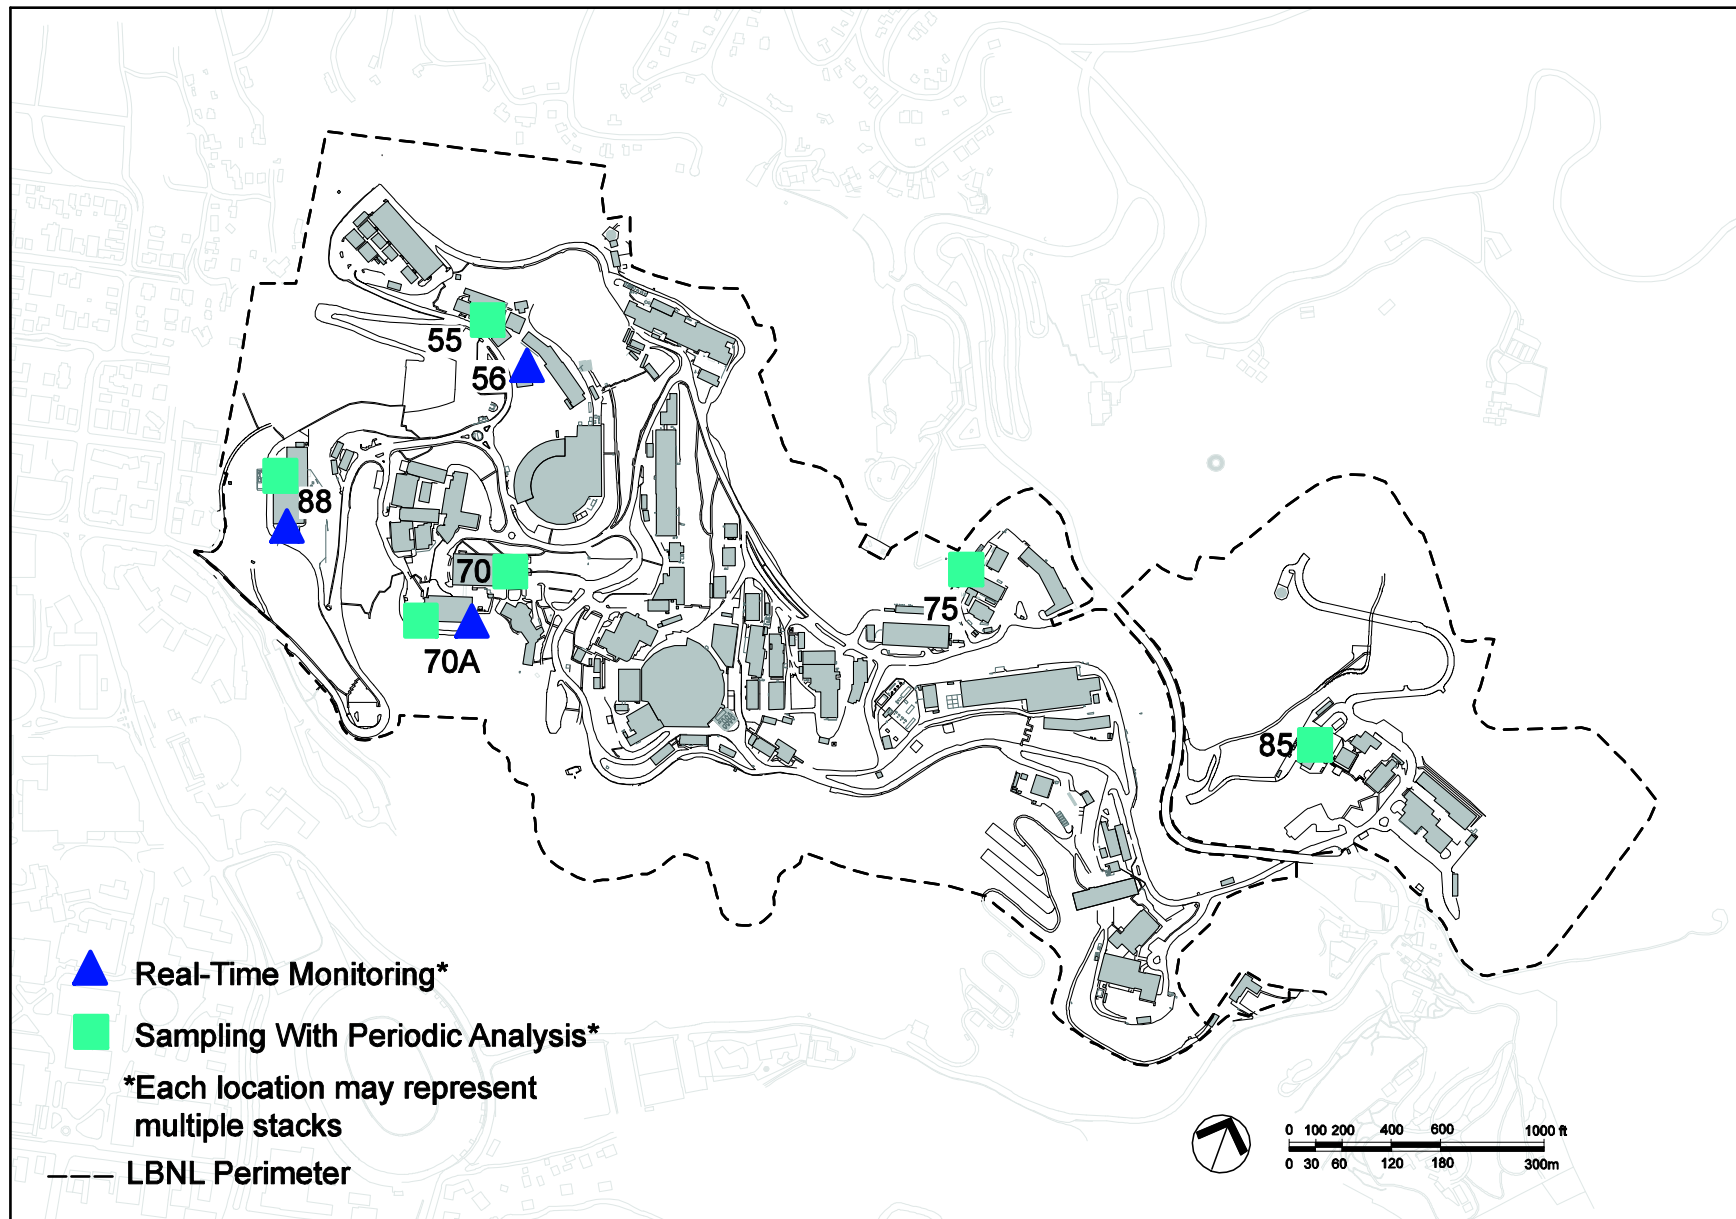 55
56
88
70
75
70A
85
Real-Time Monitoring*
Sampling With Periodic Analysis*
*Each location may represent
multiple stacks
LBNL Perimeter
0 100 200 400 600 1000 ft
0 30 60 120 180 300m